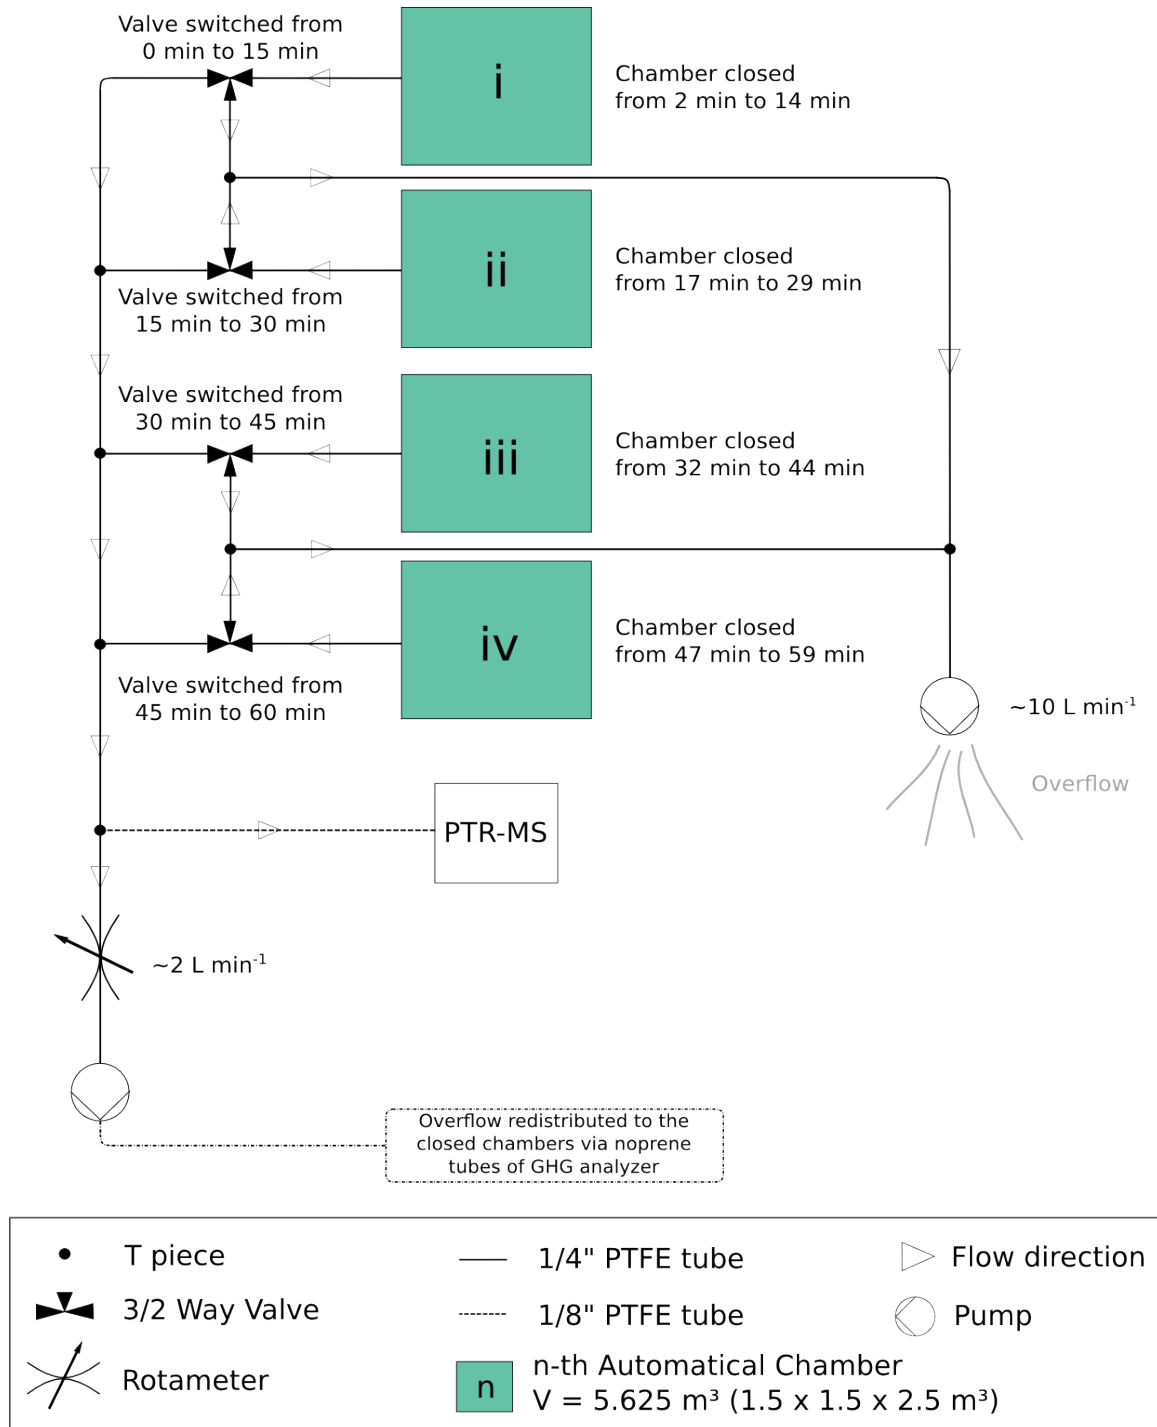 Valve switched from
0 min to 15 min
i
Chamber closed
from 2 min to 14 min
ii
Chamber closed
from 17 min to 29 min
Valve switched from
15 min to 30 min
Valve switched from
30 min to 45 min
iii
Chamber closed
from 32 min to 44 min
iv
Chamber closed
from 47 min to 59 min
Valve switched from
45 min to 60 min
~10 L min⁻¹
Overflow
PTR-MS
~2 L min⁻¹
Overflow redistributed to the
closed chambers via noprene
tubes of GHG analyzer
T piece
3/2 Way Valve
Rotameter
1/4" PTFE tube
1/8" PTFE tube
n
n-th Automatical Chamber
V = 5.625 m³ (1.5 x 1.5 x 2.5 m³)
Flow direction
Pump